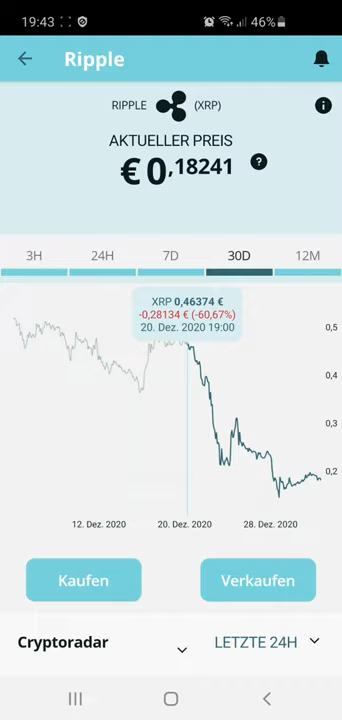 19:43 46%
Ripple
RIPPLE (XRP)
AKTUELLER PREIS
€0,18241 ?
3H 24H 7D 30D 12M
XRP 0,46374 €
-0,28134 € (-60,67%)
20. Dez. 2020 19:00
0,5
0,4
0,3
0,2
12. Dez. 2020 20. Dez. 2020 28. Dez. 2020
Kaufen Verkaufen
Cryptoradar LETZTE 24H